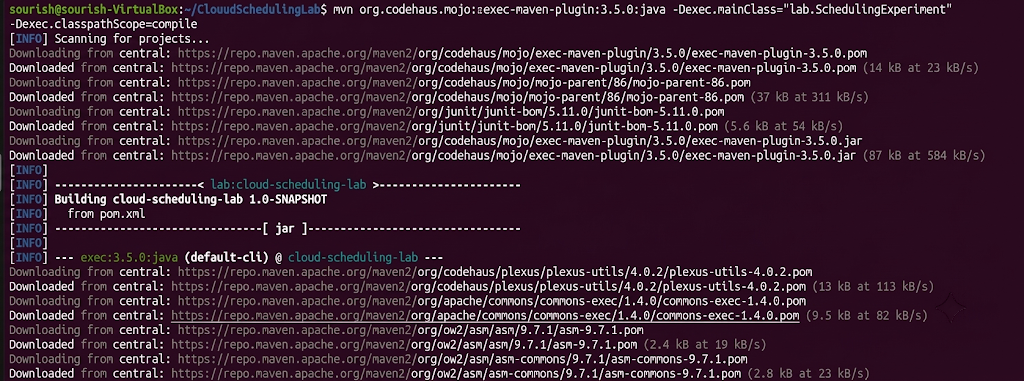 sourish@sourish-VirtualBox:~/ClouudSchedulingLab$ mvn org.codehaus.mojo:exec-maven-plugin:3.5.0:java -Dexec.mainClass="lab.SchedulingExperiment"
-Dexec.classpathScope=compile
[INFO] Scanning for projects...
Downloading from central: https://repo.maven.apache.org/maven2/org/codehaus/mojo/exec-maven-plugin/3.5.0/exec-maven-plugin-3.5.0.pom
Downloaded from central: https://repo.maven.apache.org/maven2/org/codehaus/mojo/exec-maven-plugin/3.5.0/exec-maven-plugin-3.5.0.pom (14 kB at 23 kB/s)
Downloading from central: https://repo.maven.apache.org/maven2/org/codehaus/mojo/mojo-parent/86/mojo-parent-86.pom
Downloaded from central: https://repo.maven.apache.org/maven2/org/codehaus/mojo/mojo-parent/86/mojo-parent-86.pom (37 kB at 311 kB/s)
Downloading from central: https://repo.maven.apache.org/maven2/org/junit/junit-bom/5.11.0/junit-bom-5.11.0.pom
Downloaded from central: https://repo.maven.apache.org/maven2/org/junit/junit-bom/5.11.0/junit-bom-5.11.0.pom (5.6 kB at 54 kB/s)
Downloading from central: https://repo.maven.apache.org/maven2/org/codehaus/mojo/exec-maven-plugin/3.5.0/exec-maven-plugin-3.5.0.jar
Downloaded from central: https://repo.maven.apache.org/maven2/org/codehaus/mojo/exec-maven-plugin/3.5.0/exec-maven-plugin-3.5.0.jar (87 kB at 584 kB/s)
[INFO]
[INFO] ----------------------< lab:cloud-scheduling-lab >----------------------
[INFO] Building cloud-scheduling-lab 1.0-SNAPSHOT
[INFO]   from pom.xml
[INFO] --------------------------------[ jar ]---------------------------------
[INFO]
[INFO] --- exec:3.5.0:java (default-cli) @ cloud-scheduling-lab ---
Downloading from central: https://repo.maven.apache.org/maven2/org/codehaus/plexus/plexus-utils/4.0.2/plexus-utils-4.0.2.pom
Downloaded from central: https://repo.maven.apache.org/maven2/org/codehaus/plexus/plexus-utils/4.0.2/plexus-utils-4.0.2.pom (13 kB at 113 kB/s)
Downloading from central: https://repo.maven.apache.org/maven2/org/apache/commons/commons-exec/1.4.0/commons-exec-1.4.0.pom
Downloaded from central: https://repo.maven.apache.org/maven2/org/apache/commons/commons-exec/1.4.0/commons-exec-1.4.0.pom (9.5 kB at 82 kB/s)
Downloading from central: https://repo.maven.apache.org/maven2/org/ow2/asm/asm/9.7.1/asm-9.7.1.pom
Downloaded from central: https://repo.maven.apache.org/maven2/org/ow2/asm/asm/9.7.1/asm-9.7.1.pom (2.4 kB at 19 kB/s)
Downloading from central: https://repo.maven.apache.org/maven2/org/ow2/asm/asm-commons/9.7.1/asm-commons-9.7.1.pom
Downloaded from central: https://repo.maven.apache.org/maven2/org/ow2/asm/asm-commons/9.7.1/asm-commons-9.7.1.pom (2.8 kB at 23 kB/s)